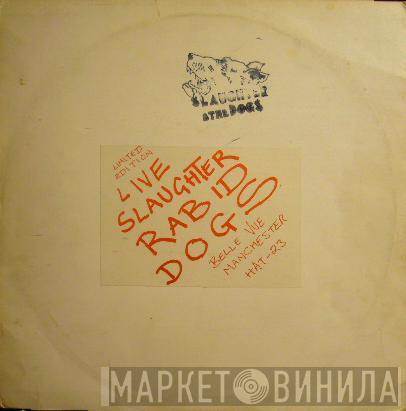 SLAUGHTER
& THE DOGS
LIMITED
EDITION
LIVE
SLAUGHTER
RABID
DOGS
BELLE VUE
MANCHESTER
HAT-23
МАРКЕТ ВИНИЛА